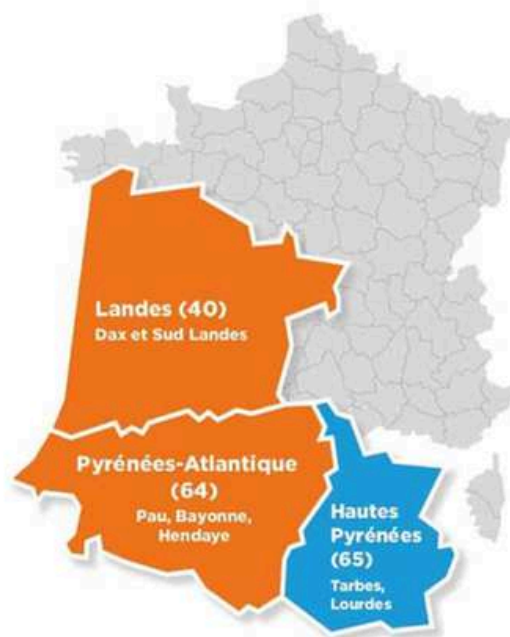 Landes (40)
Dax et Sud Landes
Pyrénées-Atlantique
(64)
Pau, Bayonne,
Hendaye
Hautes
Pyrénées
(65)
Tarbes,
Lourdes